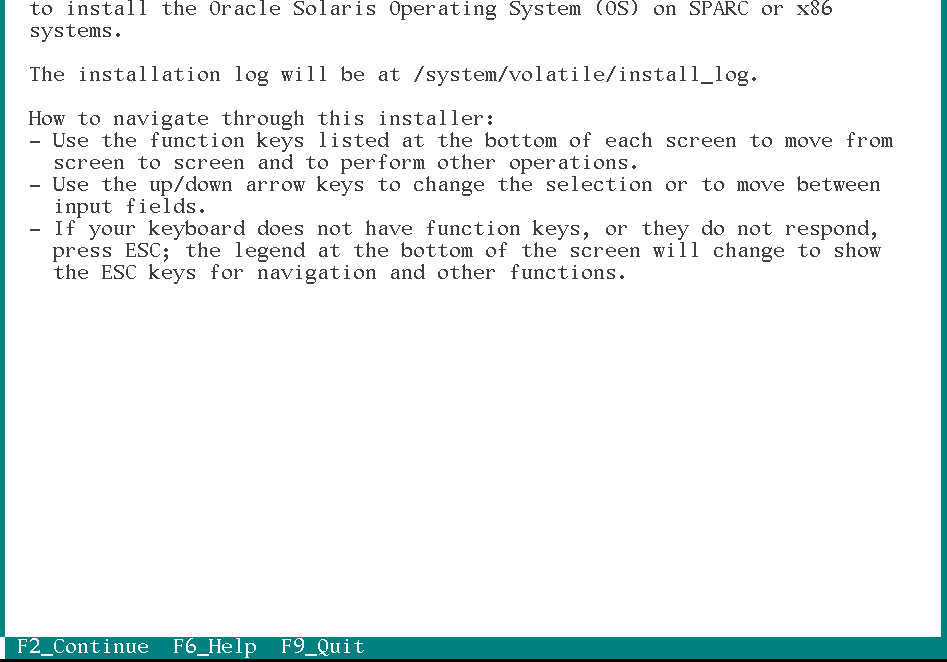 to install the Oracle Solaris Operating System (OS) on SPARC or x86
systems.
The installation log will be at /system/volatile/install_log.
How to navigate through this installer:
- Use the function keys listed at the bottom of each screen to move from
screen to screen and to perform other operations.
- Use the up/down arrow keys to change the selection or to move between
input fields.
- If your keyboard does not have function keys, or they do not respond,
press ESC; the legend at the bottom of the screen will change to show
the ESC keys for navigation and other functions.
F2_Continue F6_Help F9_Quit